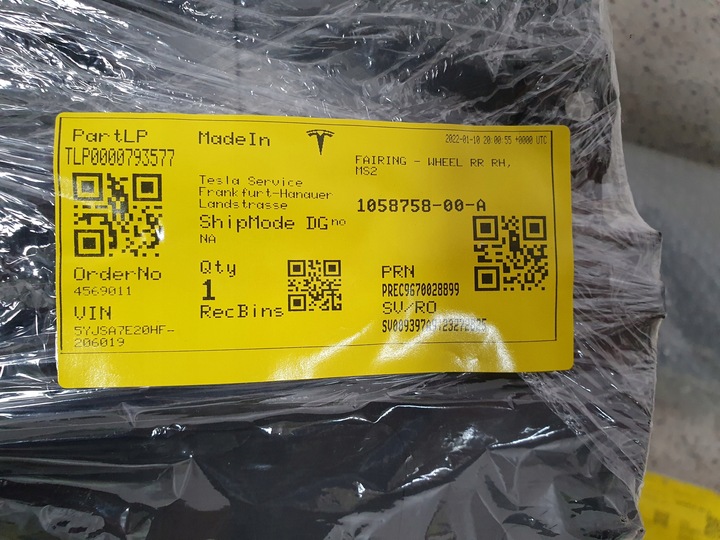 PartLP
TLP0000793577
MadeIn
2022-01-10 20:00:55 +0000 UTC
FAIRING - WHEEL RR RH,
MS2
Tesla Service
Frankfurt-Hanauer
Landstrasse
1058758-00-A
ShipMode DG no
NA
OrderNo
4569011
Qty
1
RecBins
PRN
PREC9670028899
VIN
5YJSA7E20HF-
206019
SV/RO